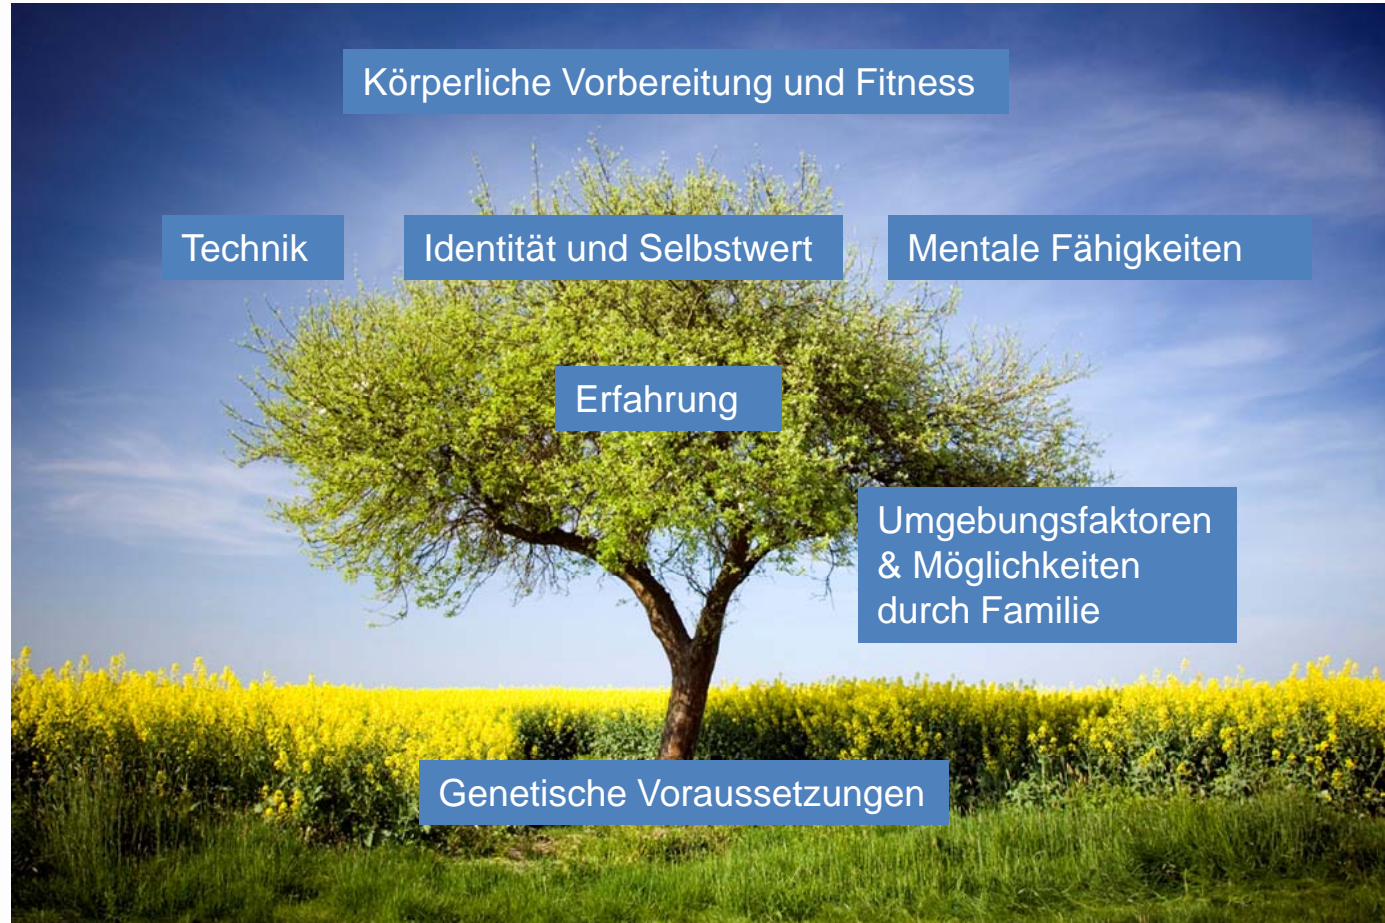 Körperliche Vorbereitung und Fitness
Technik
Identität und Selbstwert
Mentale Fähigkeiten
Erfahrung
Umgebungsfaktoren
& Möglichkeiten
durch Familie
Genetische Voraussetzungen